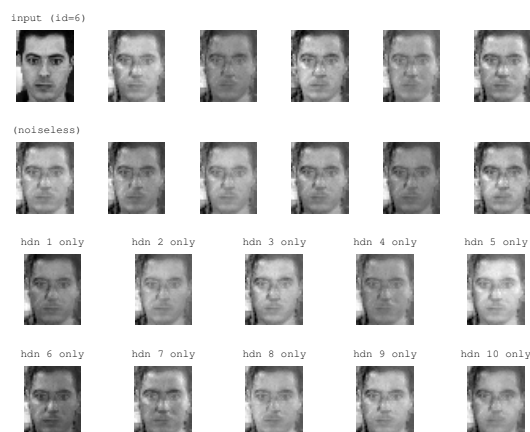 input (id=6)
(noiseless)
hdn 1 only hdn 2 only hdn 3 only hdn 4 only hdn 5 only
hdn 6 only hdn 7 only hdn 8 only hdn 9 only hdn 10 only